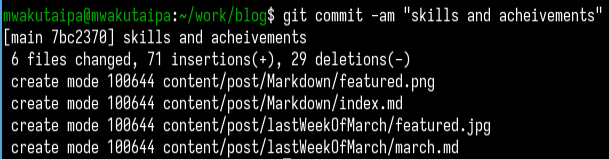 mwakutaipa@mwakutaipa:~/work/blog$ git commit -am "skills and acheivements"
[main 7bc2370] skills and acheivements
6 files changed, 71 insertions(+), 29 deletions(-)
create mode 100644 content/post/Markdown/featured.png
create mode 100644 content/post/Markdown/index.md
create mode 100644 content/post/lastWeekOfMarch/featured.jpg
create mode 100644 content/post/lastWeekOfMarch/march.md